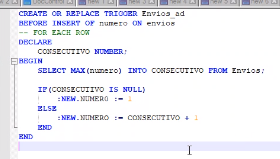 CREATE OR REPLACE TRIGGER Envios_ad
BEFORE INSERT OF numero ON envios
-- FOR EACH ROW
DECLARE
CONSECUTIVO NUMBER;
BEGIN
SELECT MAX(numero) INTO CONSECUTIVO FROM Envios;
IF(CONSECUTIVO IS NULL)
:NEW.NUMERO := 1
ELSE
:NEW.NUMERO := CONSECUTIVO + 1
END
END